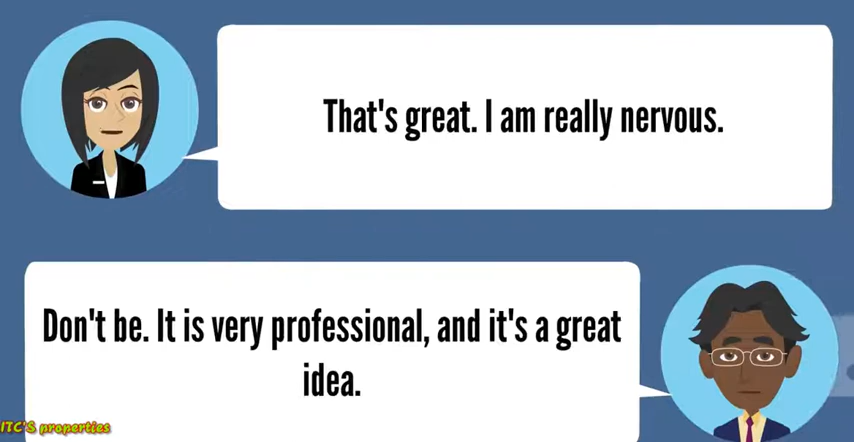 That's great. I am really nervous.
Don't be. It is very professional, and it's a great
idea.
ITC'S properties